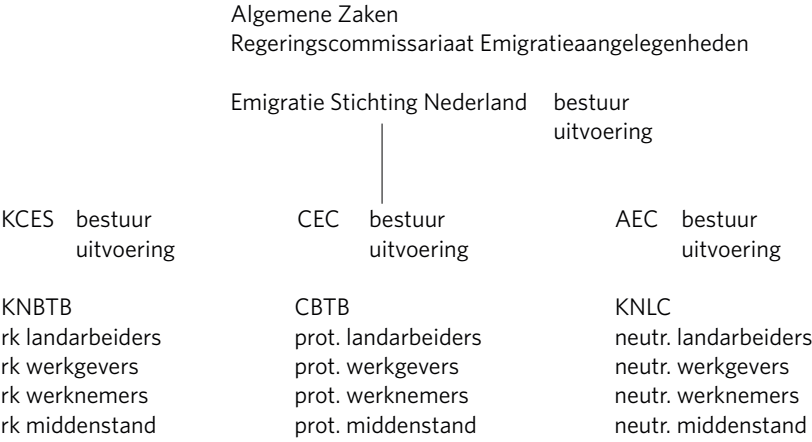 Algemene Zaken
Regeringscommissariaat Emigratieaangelegenheden
Emigratie Stichting Nederland bestuur
uitvoering
KCES bestuur
uitvoering
CEC bestuur
uitvoering
AEC bestuur
uitvoering
KNBTB
rk landarbeiders
rk werkgevers
rk werknemers
rk middenstand
CBTB
prot. landarbeiders
prot. werkgevers
prot. werknemers
prot. middenstand
KNLC
neutr. landarbeiders
neutr. werkgevers
neutr. werknemers
neutr. middenstand